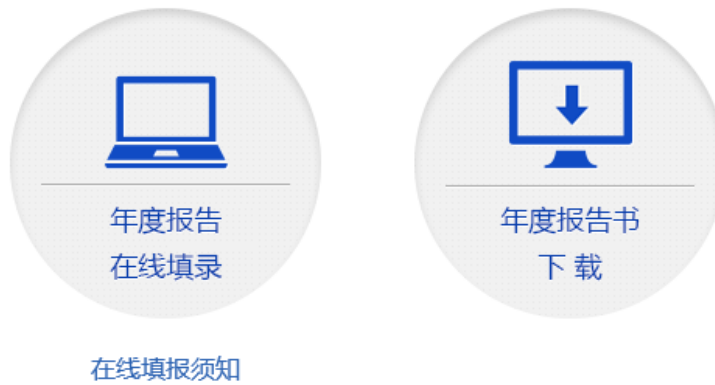 年度报告
在线填录
年度报告书
下 载
在线填报须知